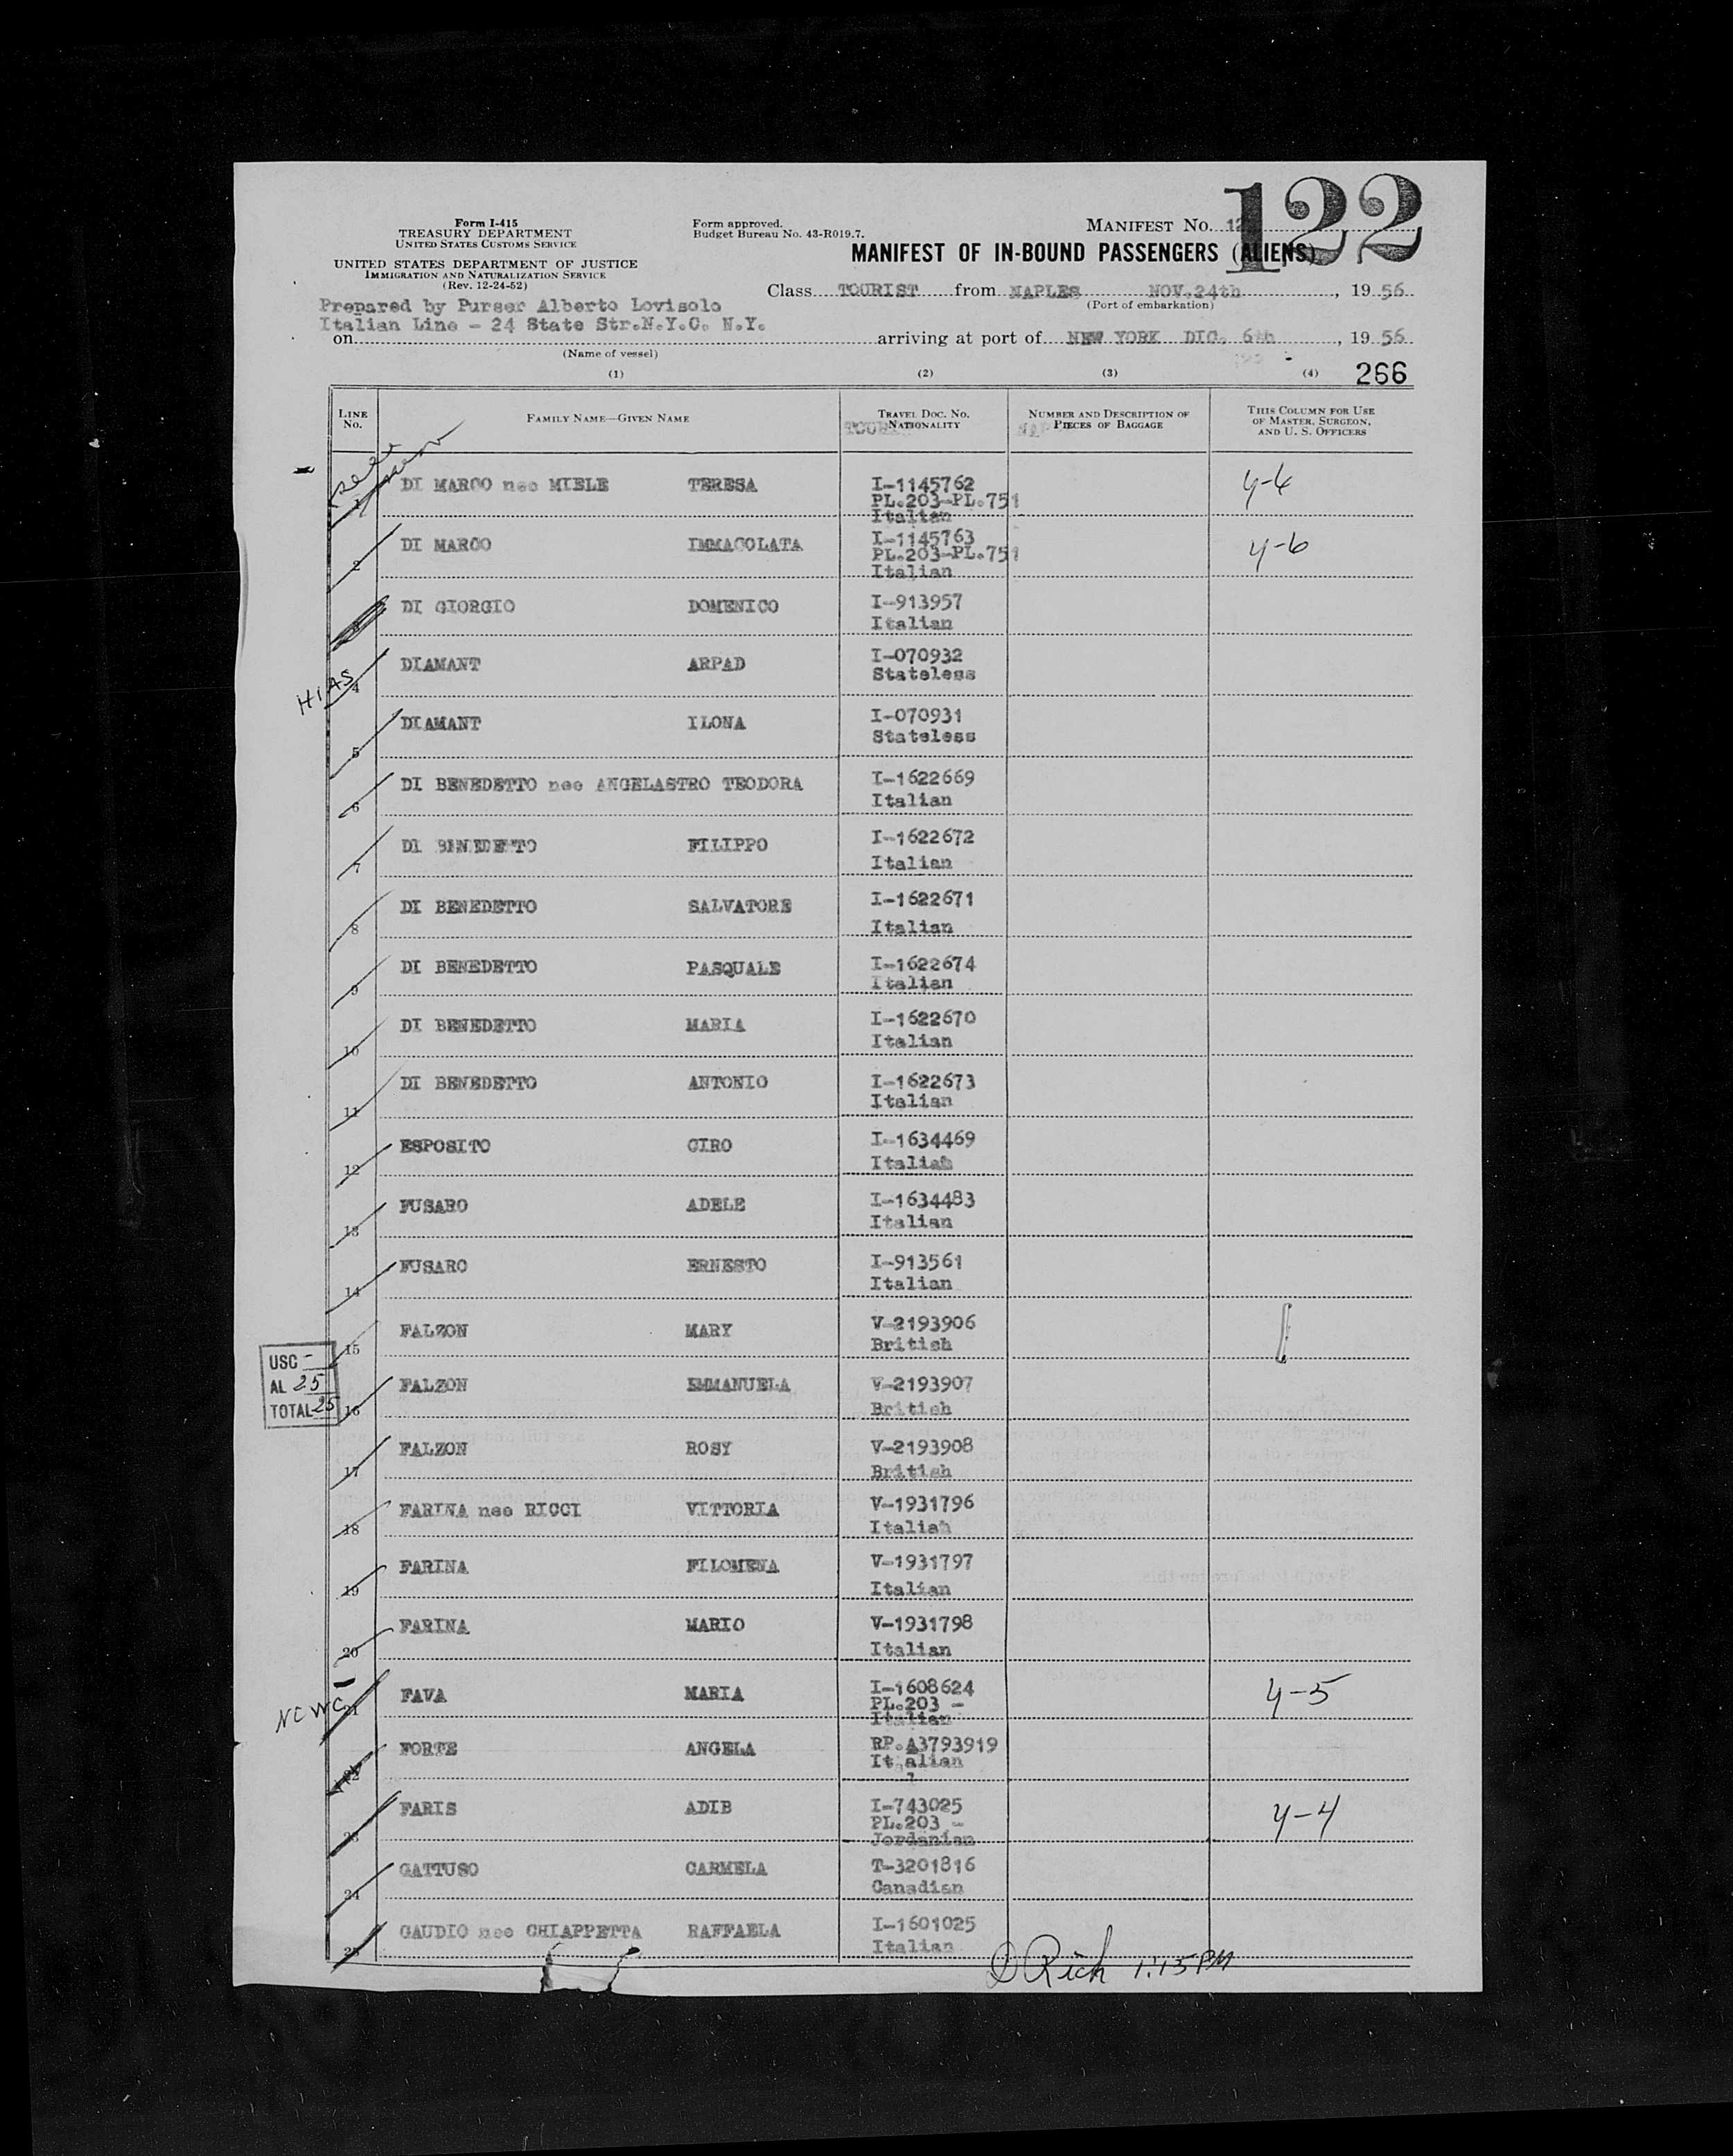 122
Form I-415
TREASURY DEPARTMENT
UNITED STATES CUSTOMS SERVICE
UNITED STATES DEPARTMENT OF JUSTICE
IMMIGRATION AND NATURALIZATION SERVICE
(Rev. 12-24-52)
Form approved.
Budget Bureau No. 43-R019.7.
MANIFEST No.
MANIFEST OF IN-BOUND PASSENGERS (ALIENS)
Class TOURIST from NAPLES NOV.24th, 1956
(Port of embarkation)
Prepared by Purser Alberto Lovisolo
Italian Line - 24 State Str.N.Y.C. N.Y.
on arriving at port of NEW YORK DIC. 6th, 1956
(Name of vessel)
266
(1) (2) (3) (4)
LINE No. FAMILY NAME—GIVEN NAME TRAVEL DOC. No. NATIONALITY NUMBER AND DESCRIPTION OF PIECES OF BAGGAGE THIS COLUMN FOR USE OF MASTER, SURGEON, AND U. S. OFFICERS
DI MARCO nee MIELE TERESA I-1145762 4-6
PL.203-PL.751
Italian
2 DI MARCO IMMACOLATA I-1145763 4-6
PL.203-PL.751
Italian
DI GIORGIO DOMENICO I-913957
Italian
HIAS
4 DIAMANT ARPAD I-070932
Stateless
5 DIAMANT ILONA I-070931
Stateless
6 DI BENEDETTO nee ANGELASTRO TEODORA I-1622669
Italian
7 DI BENEDETTO FILIPPO I-1622672
Italian
8 DI BENEDETTO SALVATORE I-1622671
Italian
9 DI BENEDETTO PASQUALE I-1622674
Italian
10 DI BENEDETTO MARIA I-1622670
Italian
11 DI BENEDETTO ANTONIO I-1622673
Italian
12 ESPOSITO CIRO I-1634469
Italian
13 FUSARO ADELE I-1634483
Italian
14 FUSARO ERNESTO I-913561
Italian
15 FALZON MARY V-2193906
British
USC -
AL 25
TOTAL 25
16 FALZON EMMANUELA V-2193907
British
17 FALZON ROSY V-2193908
British
18 FARINA nee RICCI VITTORIA V-1931796
Italian
19 FARINA FILOMENA V-1931797
Italian
20 FARINA MARIO V-1931798
Italian
NCWC
21 FAVA MARIA I-1608624 4-5
PL.203 -
Italian
FORTE ANGELA RP.A3793919
Italian
23 FARIS ADIB I-743025 4-4
PL.203 -
Jordanian
24 GATTUSO CARMELA T-3201816
Canadian
25 GAUDIO nee CHIAPPETTA RAFFAELA I-1601025
Italian
Rich 1:15 PM